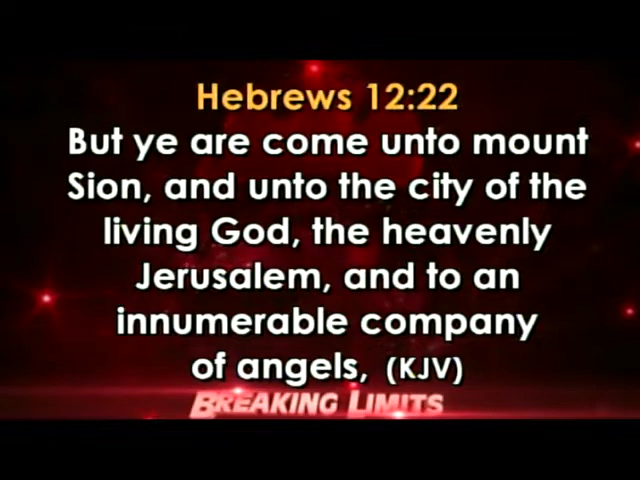 Hebrews 12:22
But ye are come unto mount
Sion, and unto the city of the
living God, the heavenly
Jerusalem, and to an
innumerable company
of angels, (KJV)
BREAKING LIMITS